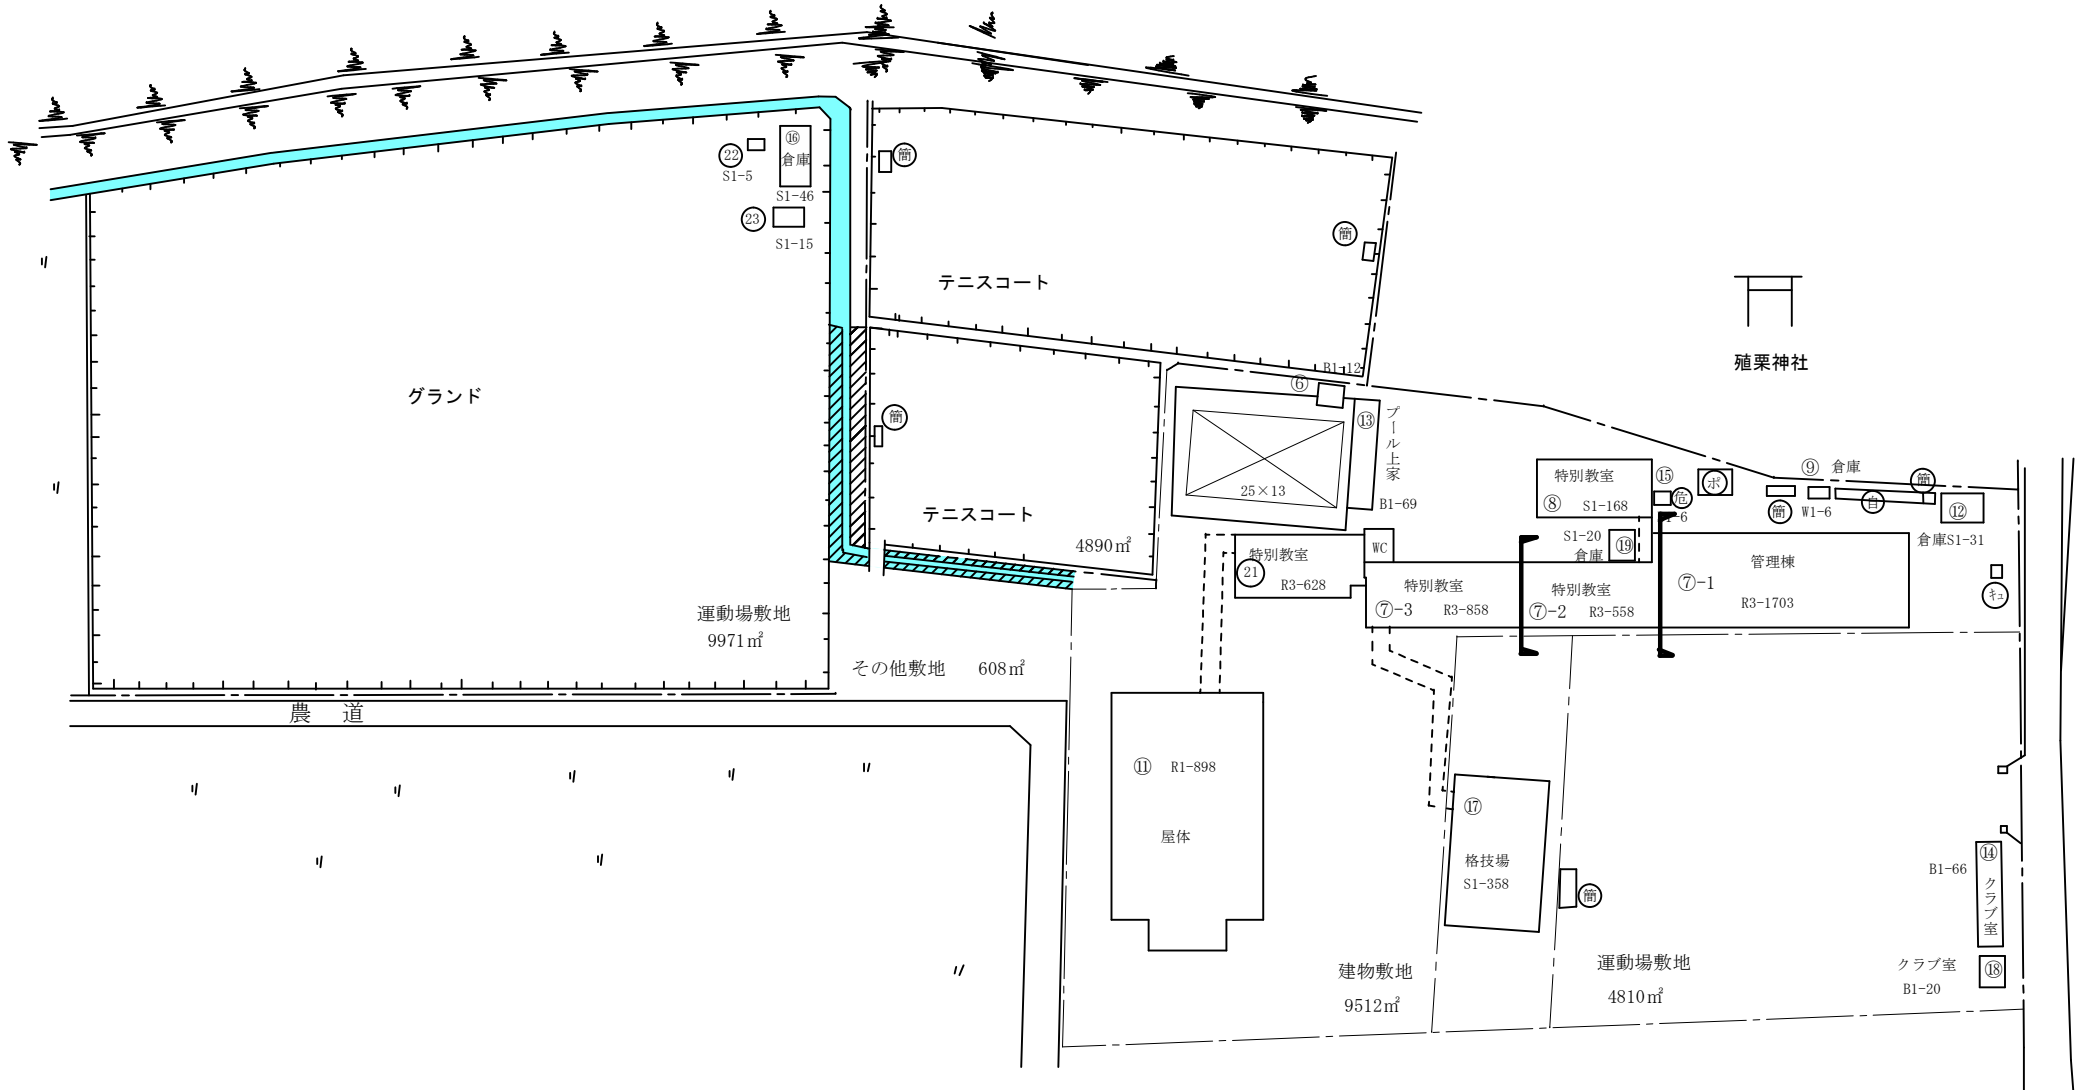 ⑯
倉庫
22
S1-5
S1-46
23
S1-15
簡
簡
テニスコート
殖栗神社
グランド
簡
テニスコート
4890㎡
B1-12
⑥
⑬
プール上家
25×13
B1-69
特別教室
⑧
S1-168
⑮
危
ポ
⑨
倉庫
簡
簡
W1-6
自
⑫
倉庫S1-31
S1-20
倉庫
⑲
WC
特別教室
21
R3-628
特別教室
⑦-3
R3-858
特別教室
⑦-2
R3-558
管理棟
⑦-1
R3-1703
キュ
運動場敷地
9971㎡
その他敷地
608㎡
農 道
⑪
R1-898
屋体
⑰
格技場
S1-358
簡
B1-66
⑭
クラブ室
クラブ室
⑱
B1-20
建物敷地
9512㎡
運動場敷地
4810㎡